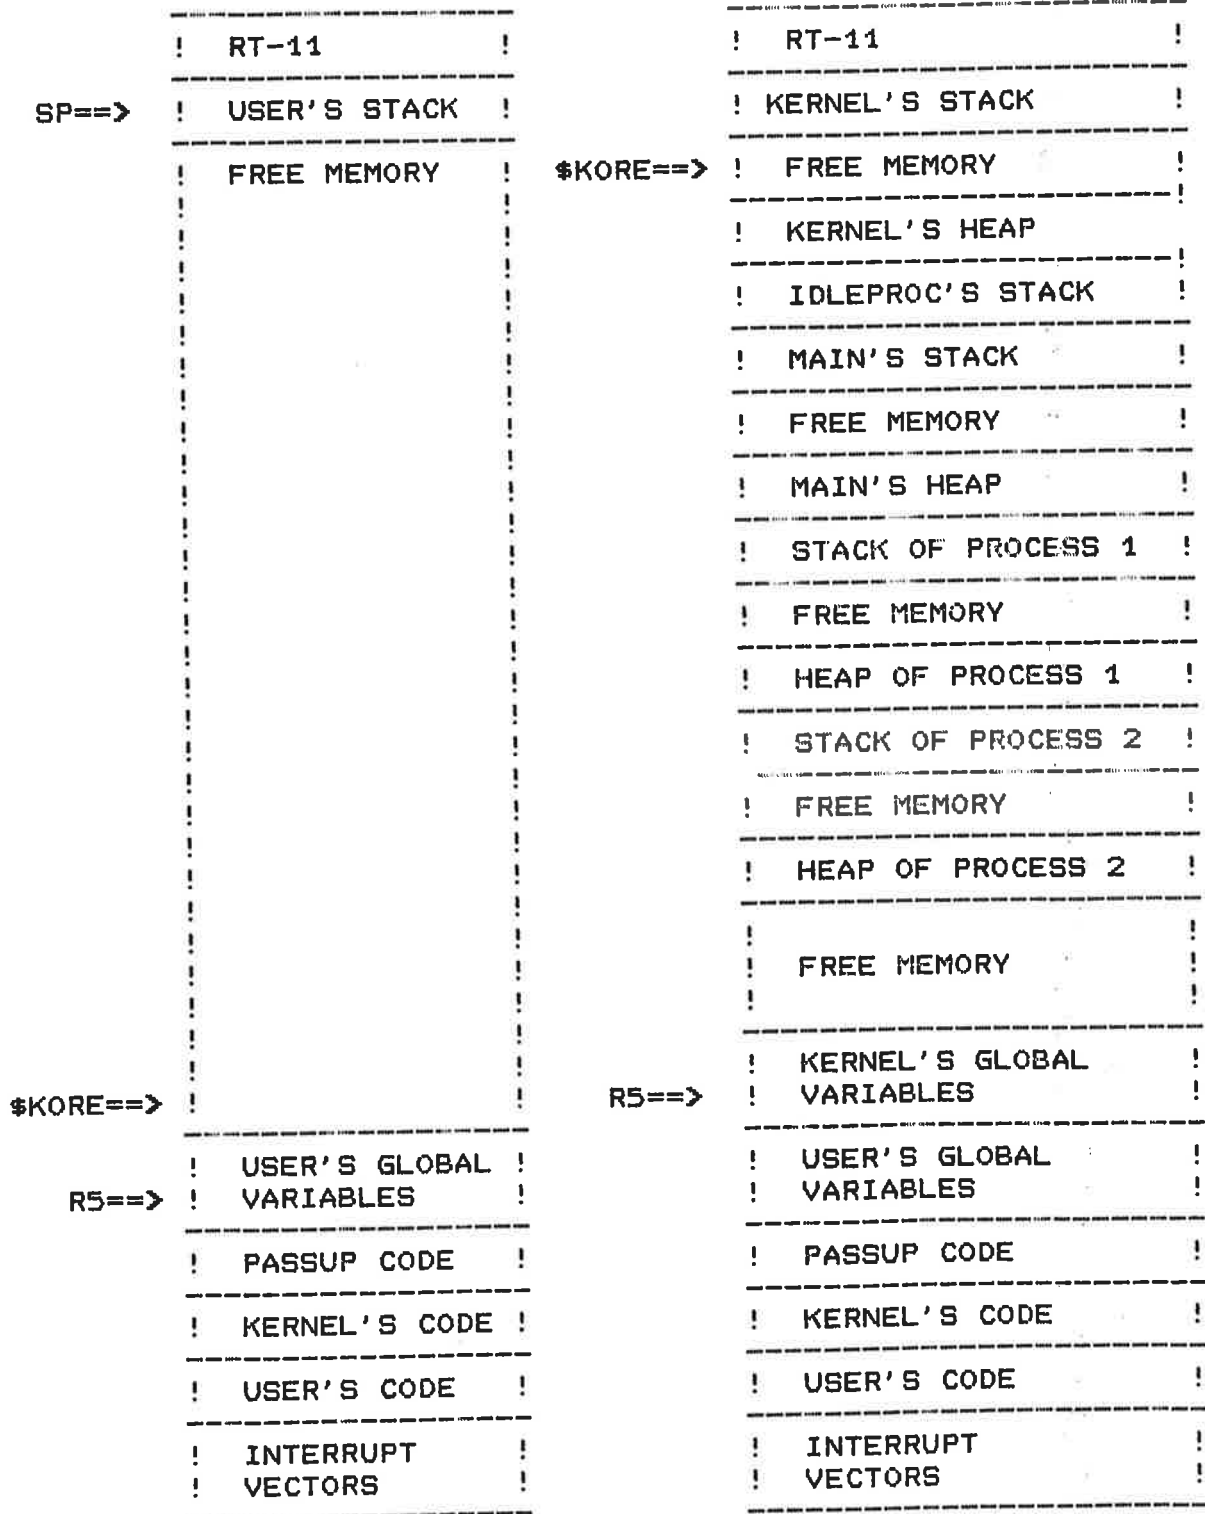 ! RT-11 !
SP==> ! USER'S STACK !
! FREE MEMORY !
$KORE==> !
! USER'S GLOBAL !
R5==> ! VARIABLES !
! PASSUP CODE !
! KERNEL'S CODE !
! USER'S CODE !
! INTERRUPT !
! VECTORS !
! RT-11 !
! KERNEL'S STACK !
$KORE==> ! FREE MEMORY !
! KERNEL'S HEAP !
! IDLEPROC'S STACK !
! MAIN'S STACK !
! FREE MEMORY !
! MAIN'S HEAP !
! STACK OF PROCESS 1 !
! FREE MEMORY !
! HEAP OF PROCESS 1 !
! STACK OF PROCESS 2 !
! FREE MEMORY !
! HEAP OF PROCESS 2 !
! FREE MEMORY !
! KERNEL'S GLOBAL !
R5==> ! VARIABLES !
! USER'S GLOBAL !
! VARIABLES !
! PASSUP CODE !
! KERNEL'S CODE !
! USER'S CODE !
! INTERRUPT !
! VECTORS !